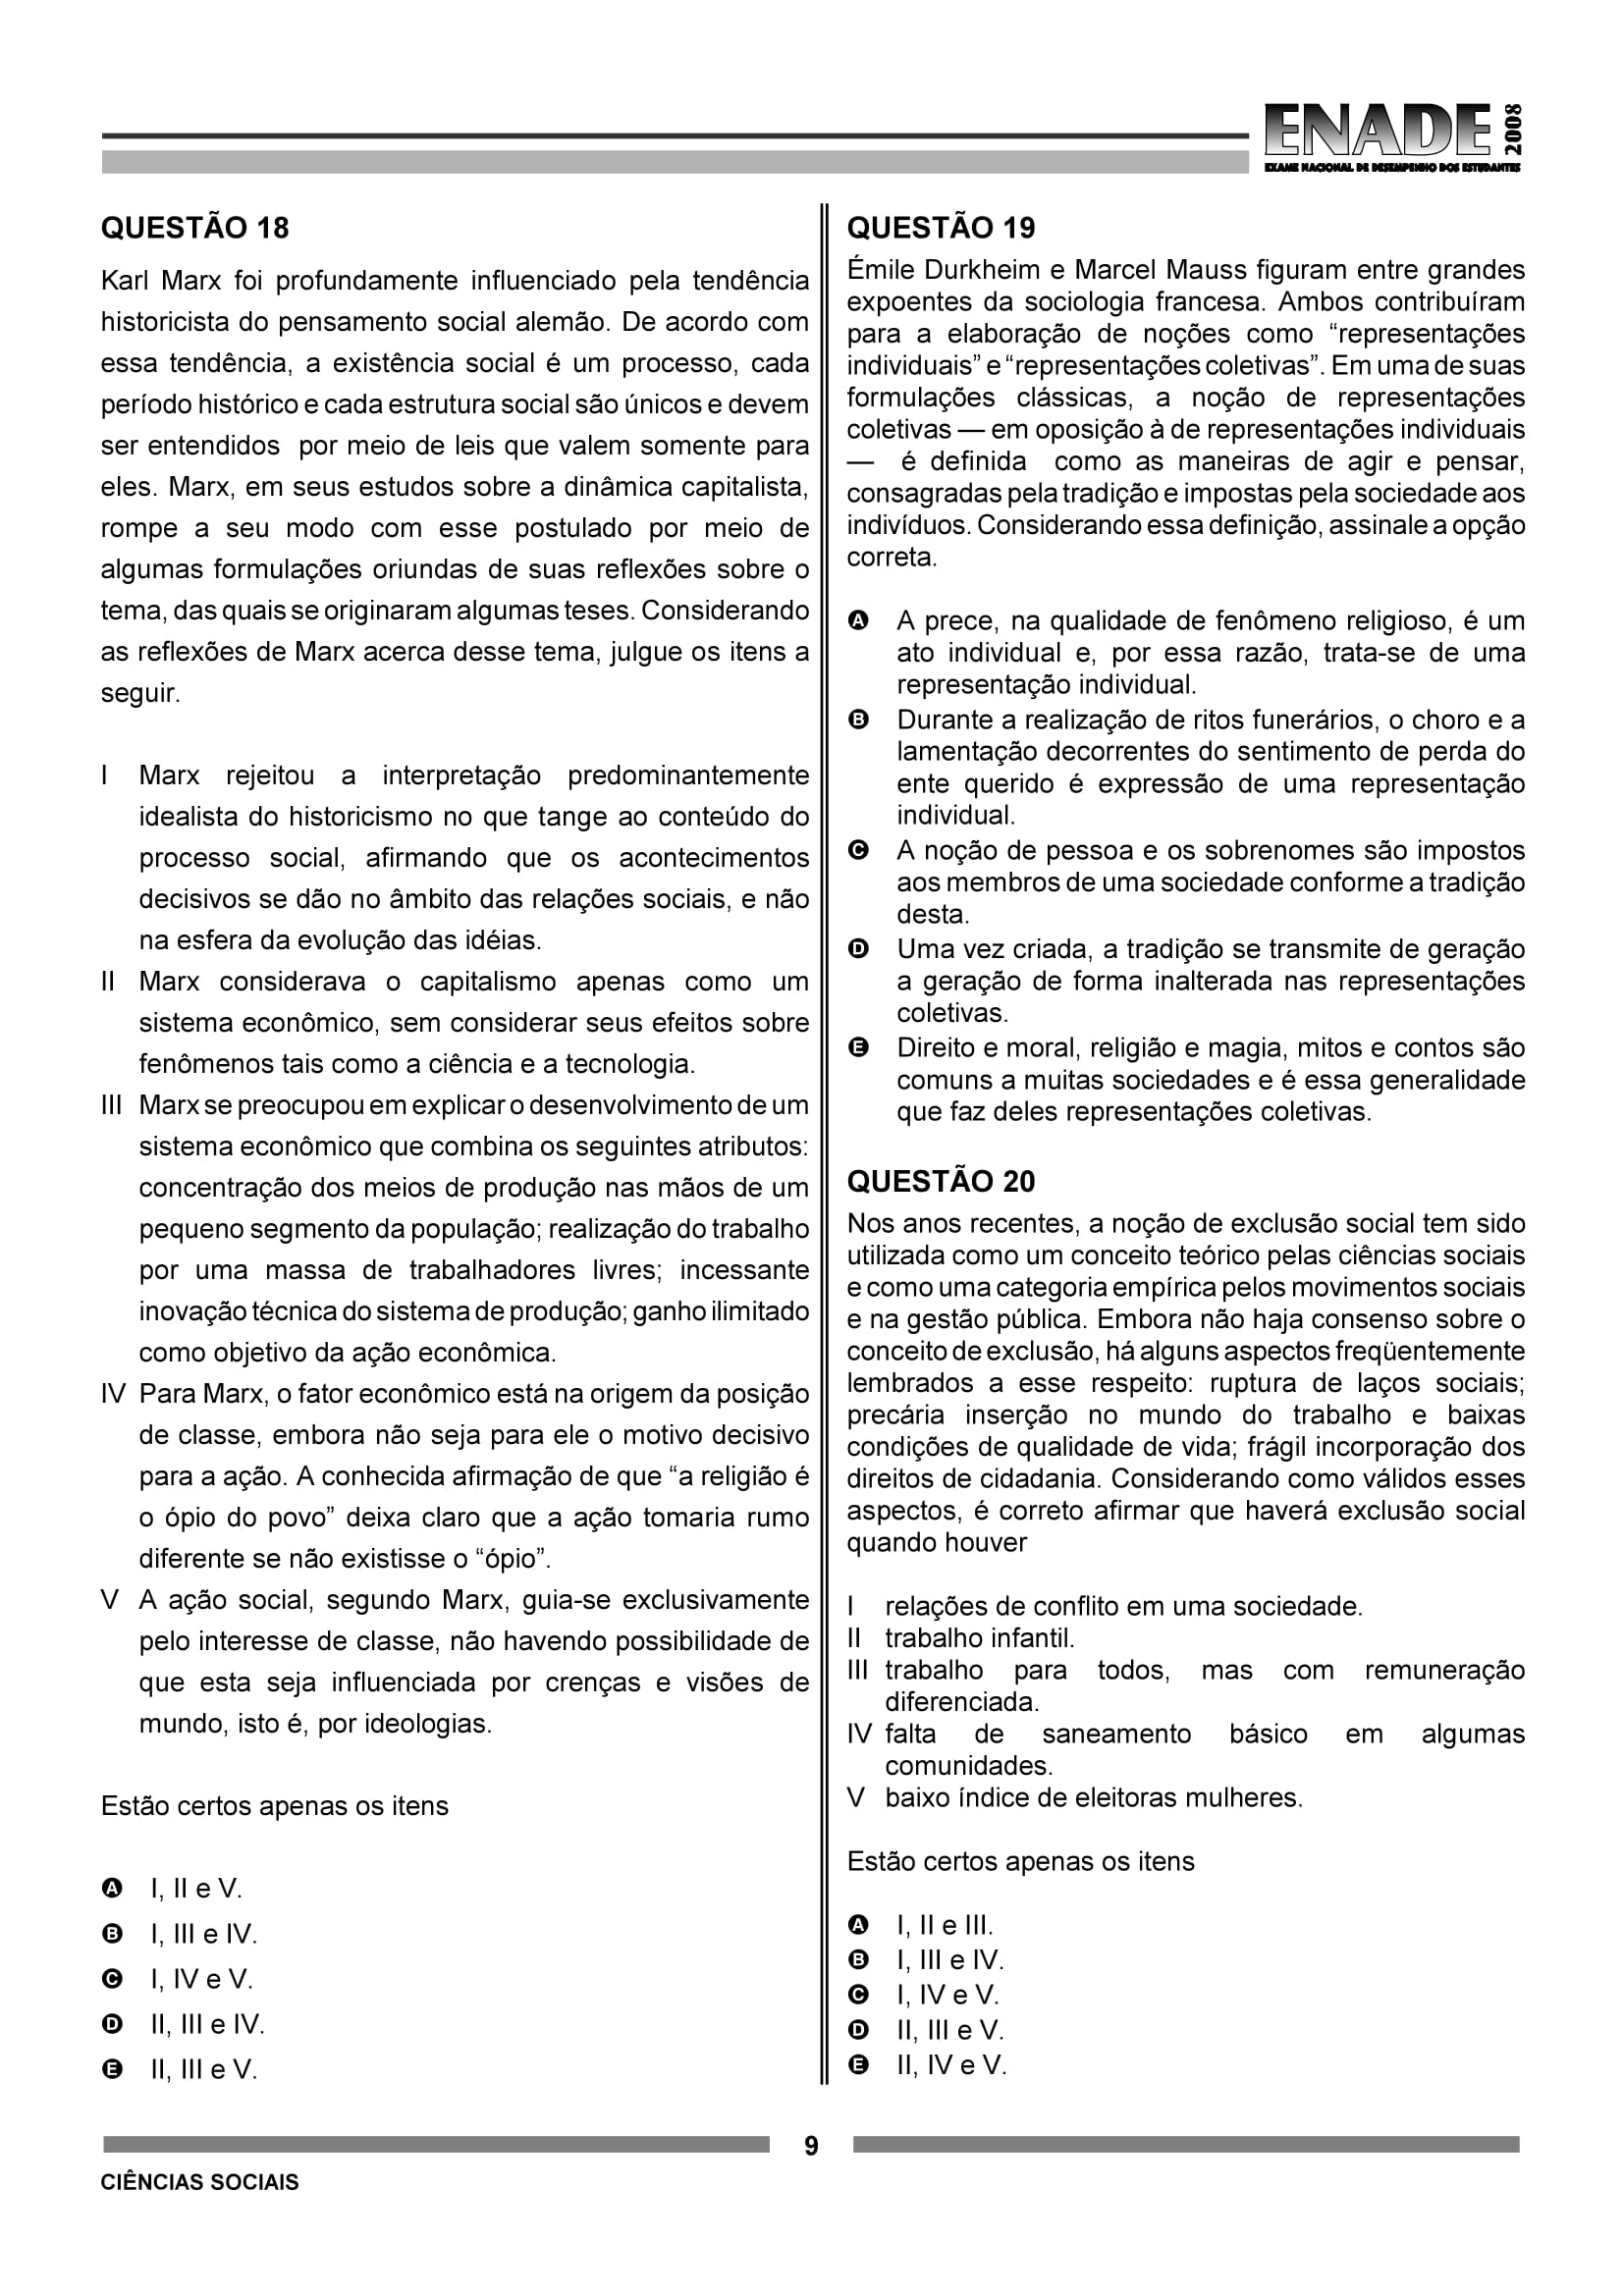 ENADE 2008
EXAME NACIONAL DE DESEMPENHO DOS ESTUDANTES
QUESTÃO 18
Karl Marx foi profundamente influenciado pela tendência
historicista do pensamento social alemão. De acordo com
essa tendência, a existência social é um processo, cada
período histórico e cada estrutura social são únicos e devem
ser entendidos por meio de leis que valem somente para
eles. Marx, em seus estudos sobre a dinâmica capitalista,
rompe a seu modo com esse postulado por meio de
algumas formulações oriundas de suas reflexões sobre o
tema, das quais se originaram algumas teses. Considerando
as reflexões de Marx acerca desse tema, julgue os itens a
seguir.
I Marx rejeitou a interpretação predominantemente
idealista do historicismo no que tange ao conteúdo do
processo social, afirmando que os acontecimentos
decisivos se dão no âmbito das relações sociais, e não
na esfera da evolução das idéias.
II Marx considerava o capitalismo apenas como um
sistema econômico, sem considerar seus efeitos sobre
fenômenos tais como a ciência e a tecnologia.
III Marx se preocupou em explicar o desenvolvimento de um
sistema econômico que combina os seguintes atributos:
concentração dos meios de produção nas mãos de um
pequeno segmento da população; realização do trabalho
por uma massa de trabalhadores livres; incessante
inovação técnica do sistema de produção; ganho ilimitado
como objetivo da ação econômica.
IV Para Marx, o fator econômico está na origem da posição
de classe, embora não seja para ele o motivo decisivo
para a ação. A conhecida afirmação de que “a religião é
o ópio do povo” deixa claro que a ação tomaria rumo
diferente se não existisse o “ópio”.
V A ação social, segundo Marx, guia-se exclusivamente
pelo interesse de classe, não havendo possibilidade de
que esta seja influenciada por crenças e visões de
mundo, isto é, por ideologias.
Estão certos apenas os itens
A I, II e V.
B I, III e IV.
C I, IV e V.
D II, III e IV.
E II, III e V.
QUESTÃO 19
Émile Durkheim e Marcel Mauss figuram entre grandes
expoentes da sociologia francesa. Ambos contribuíram
para a elaboração de noções como “representações
individuais” e “representações coletivas”. Em uma de suas
formulações clássicas, a noção de representações
coletivas — em oposição à de representações individuais
— é definida como as maneiras de agir e pensar,
consagradas pela tradição e impostas pela sociedade aos
indivíduos. Considerando essa definição, assinale a opção
correta.
A A prece, na qualidade de fenômeno religioso, é um
ato individual e, por essa razão, trata-se de uma
representação individual.
B Durante a realização de ritos funerários, o choro e a
lamentação decorrentes do sentimento de perda do
ente querido é expressão de uma representação
individual.
C A noção de pessoa e os sobrenomes são impostos
aos membros de uma sociedade conforme a tradição
desta.
D Uma vez criada, a tradição se transmite de geração
a geração de forma inalterada nas representações
coletivas.
E Direito e moral, religião e magia, mitos e contos são
comuns a muitas sociedades e é essa generalidade
que faz deles representações coletivas.
QUESTÃO 20
Nos anos recentes, a noção de exclusão social tem sido
utilizada como um conceito teórico pelas ciências sociais
e como uma categoria empírica pelos movimentos sociais
e na gestão pública. Embora não haja consenso sobre o
conceito de exclusão, há alguns aspectos freqüentemente
lembrados a esse respeito: ruptura de laços sociais;
precária inserção no mundo do trabalho e baixas
condições de qualidade de vida; frágil incorporação dos
direitos de cidadania. Considerando como válidos esses
aspectos, é correto afirmar que haverá exclusão social
quando houver
I relações de conflito em uma sociedade.
II trabalho infantil.
III trabalho para todos, mas com remuneração
diferenciada.
IV falta de saneamento básico em algumas
comunidades.
V baixo índice de eleitoras mulheres.
Estão certos apenas os itens
A I, II e III.
B I, III e IV.
C I, IV e V.
D II, III e V.
E II, IV e V.
9
CIÊNCIAS SOCIAIS